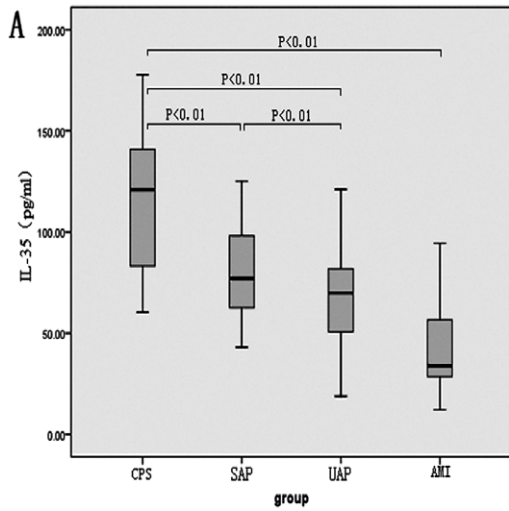 A
200.00
P<0.01
P<0.01
150.00
P<0.01 P<0.01
100.00
50.00
0.00
IL-35 (pg/ml)
CPS SAP UAP AMI
group